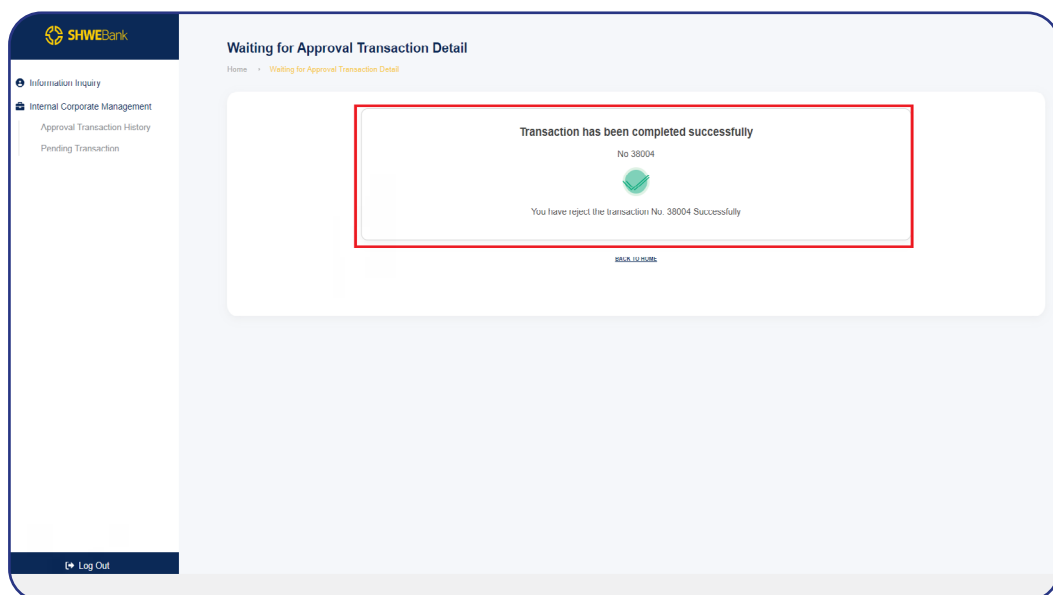 SHWEBank
Information Inquiry
Internal Corporate Management
Approval Transaction History
Pending Transaction
Log Out
Waiting for Approval Transaction Detail
Home • Waiting for Approval Transaction Detail
Transaction has been completed successfully
No 38004
You have reject the transaction No. 38004 Successfully
BACK TO HOME